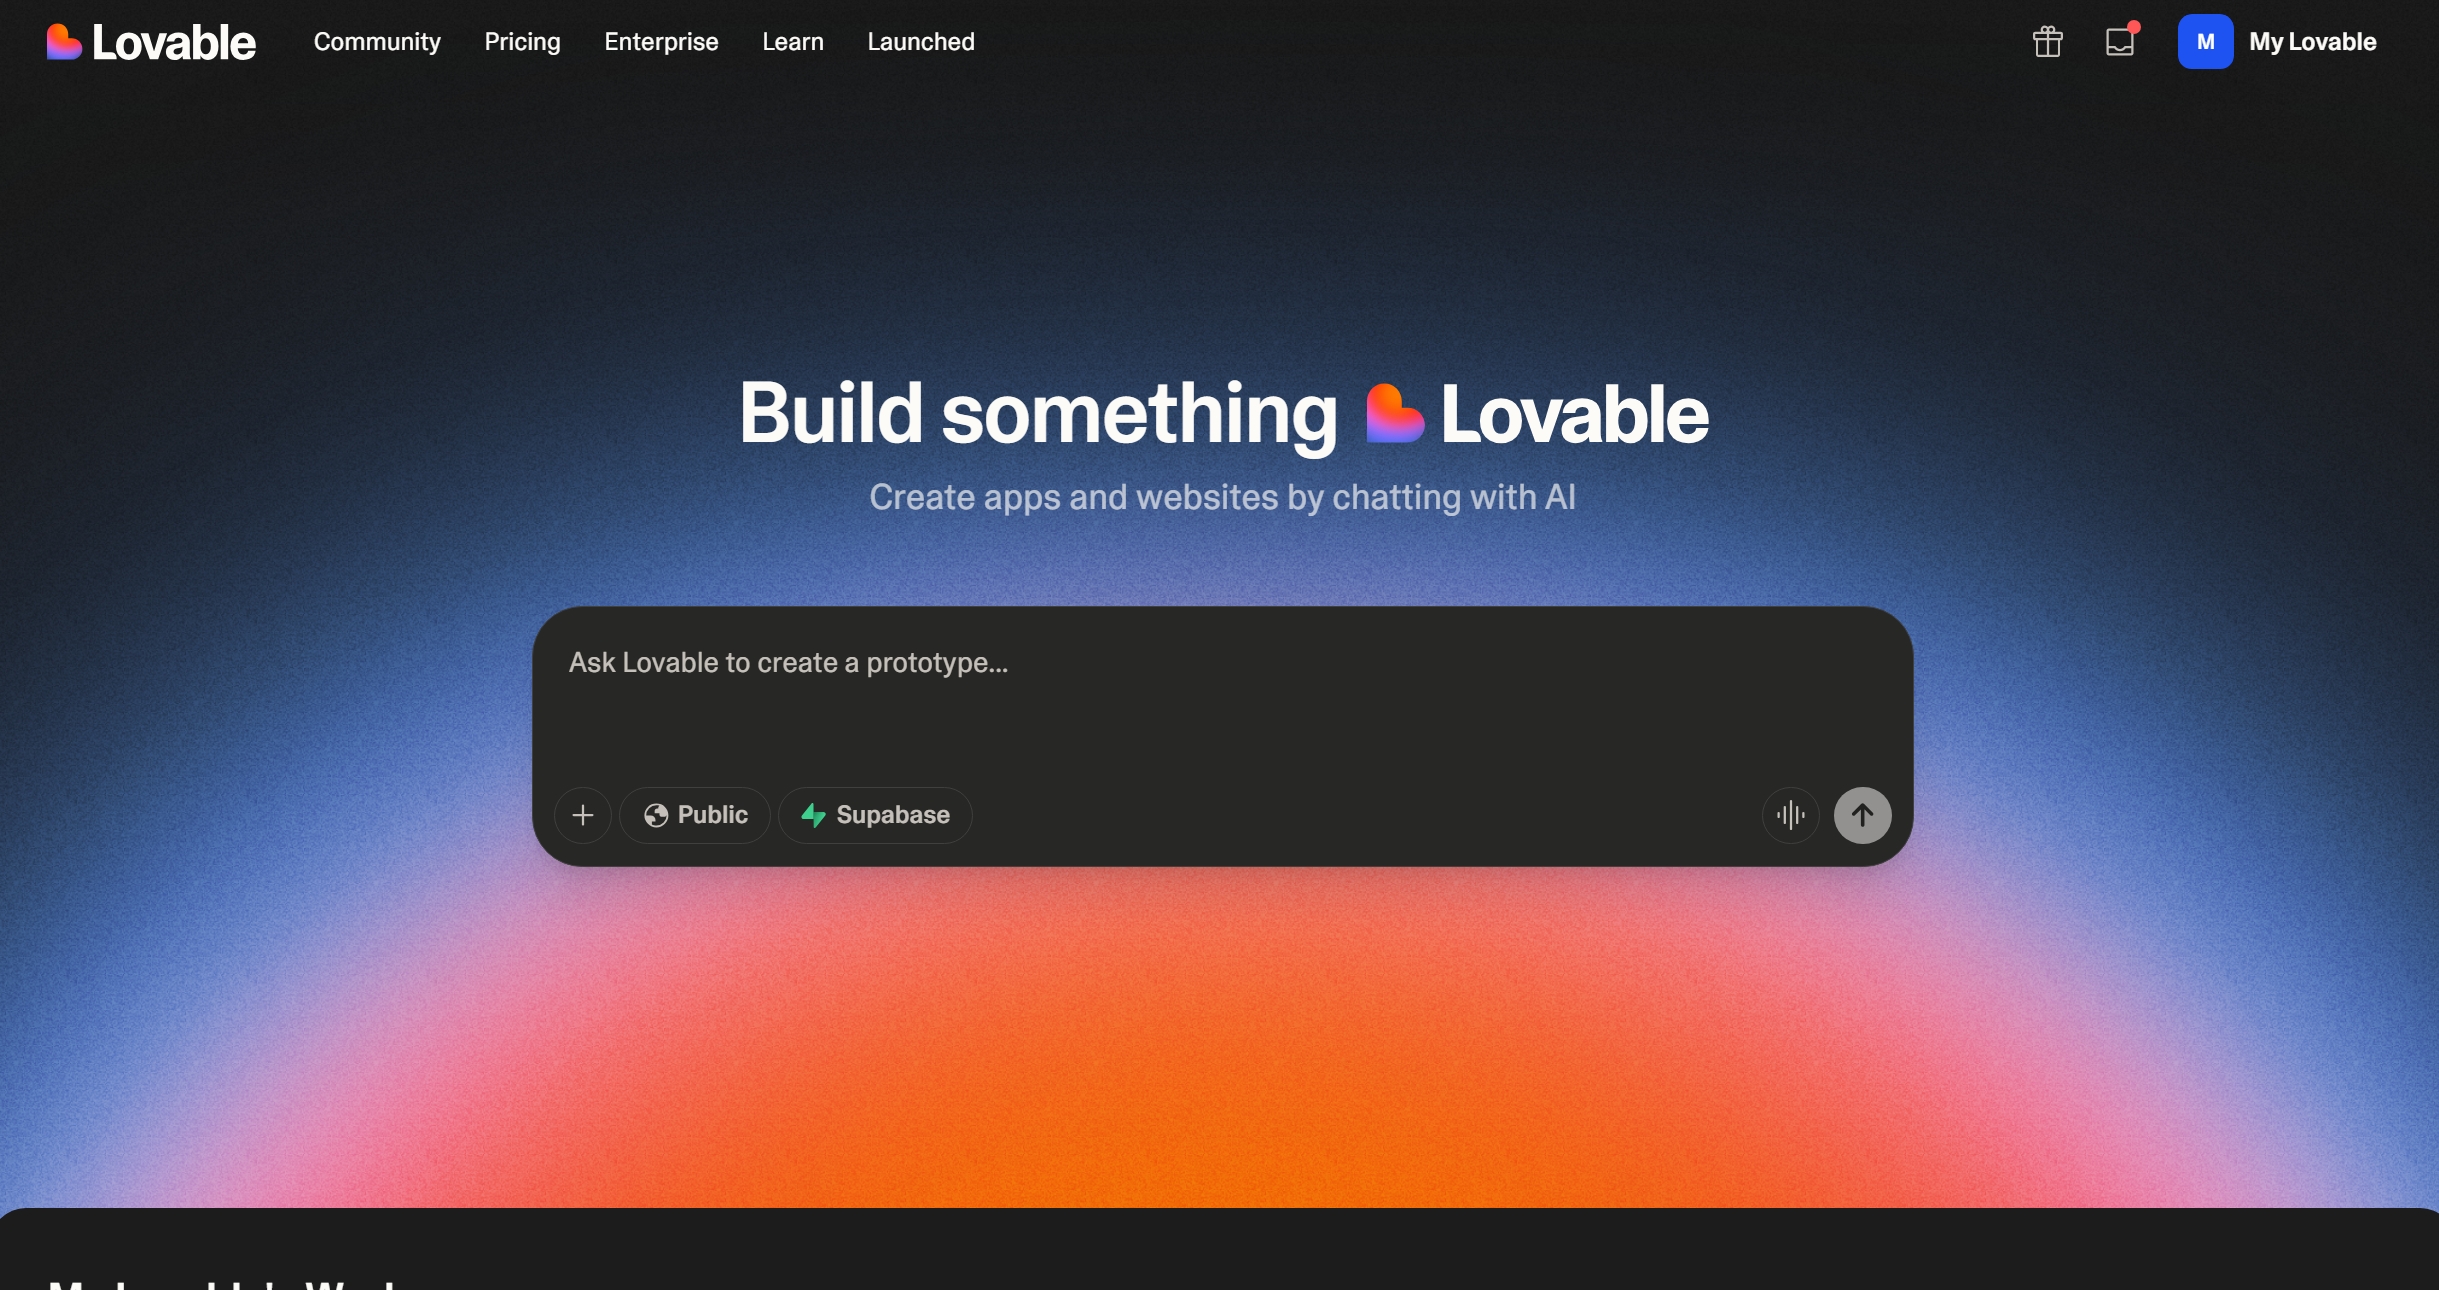 Lovable Community Pricing Enterprise Learn Launched M My Lovable
Build something Lovable
Create apps and websites by chatting with AI
Ask Lovable to create a prototype...
Public Supabase